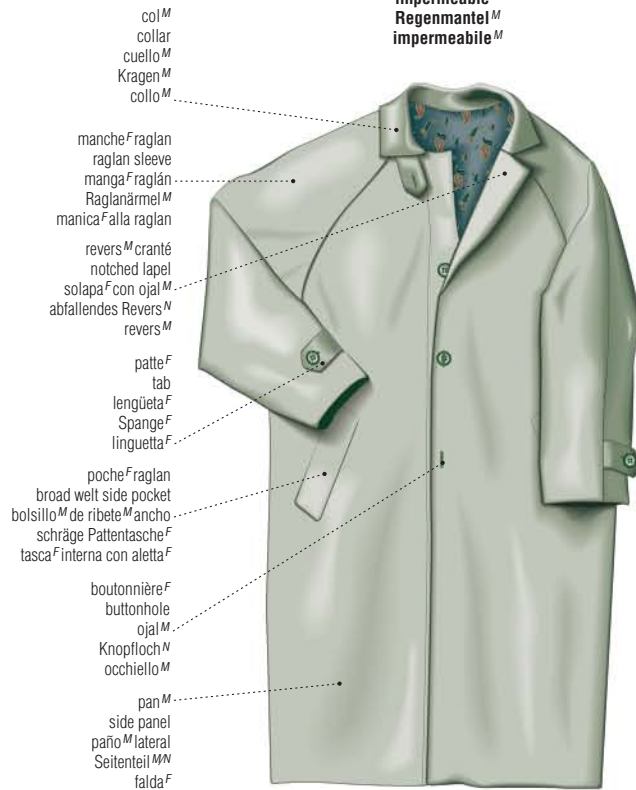 impermeable
Regenmantel M
impermeabile M
col M
collar
cuello M
Kragen M
collo M
manche F raglan
raglan sleeve
manga F raglán
Raglanärmel M
manica F alla raglan
revers M cranté
notched lapel
solapa F con ojal M
abfallendes Revers N
revers M
patte F
tab
lengüeta F
Spange F
linguetta F
poche F raglan
broad welt side pocket
bolsillo M de ribete M ancho
schräge Pattentasche F
tasca F interna con aletta F
boutonnière F
buttonhole
ojal M
Knopfloch N
occhiello M
pan M
side panel
paño M lateral
Seitenteil M/N
falda F